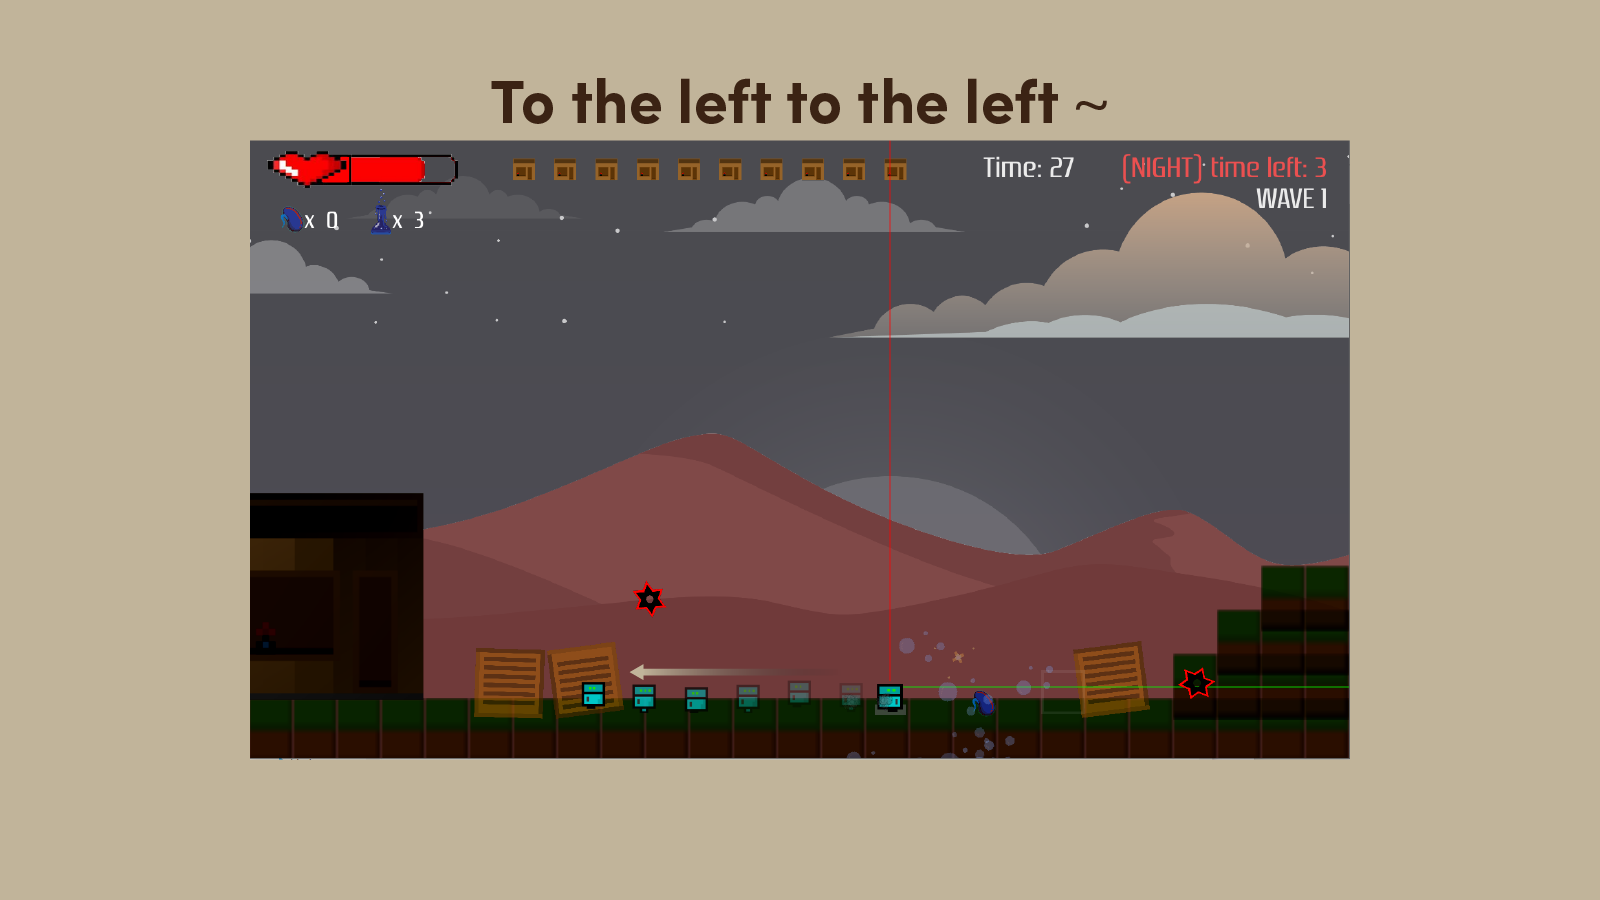 To the left to the left ~
Time: 27
(NIGHT) time left: 3
WAVE 1
x 0
x 3